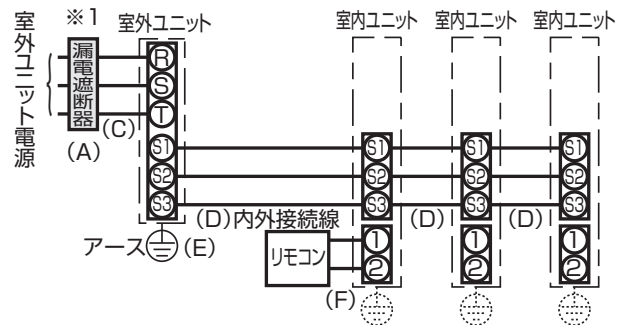 ※1
室外ユニット
室内ユニット 室内ユニット 室内ユニット
室外ユニット電源
漏電遮断器
(A)
(C)
R
S
T
S1
S2
S3
S1
S2
S3
S1
S2
S3
S1
S2
S3
(D)内外接続線
(D)
(D)
アース
(E)
リモコン
(F)
1
2
1
2
1
2